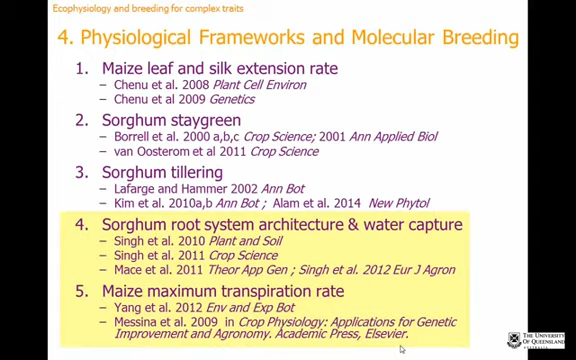 Ecophysiology and breeding for complex traits
4. Physiological Frameworks and Molecular Breeding
1. Maize leaf and silk extension rate
– Chenu et al. 2008 Plant Cell Environ
– Chenu et al 2009 Genetics
2. Sorghum staygreen
– Borrell et al. 2000 a,b,c Crop Science; 2001 Ann Applied Biol
– van Oosterom et al 2011 Crop Science
3. Sorghum tillering
– Lafarge and Hammer 2002 Ann Bot
– Kim et al. 2010a,b Ann Bot ; Alam et al. 2014 New Phytol
4. Sorghum root system architecture & water capture
– Singh et al. 2010 Plant and Soil
– Singh et al. 2011 Crop Science
– Mace et al. 2011 Theor App Gen ; Singh et al. 2012 Eur J Agron
5. Maize maximum transpiration rate
– Yang et al. 2012 Env and Exp Bot
– Messina et al. 2009 in Crop Physiology: Applications for Genetic
Improvement and Agronomy. Academic Press, Elsevier.
THE UNIVERSITY
OF QUEENSLAND
AUSTRALIA